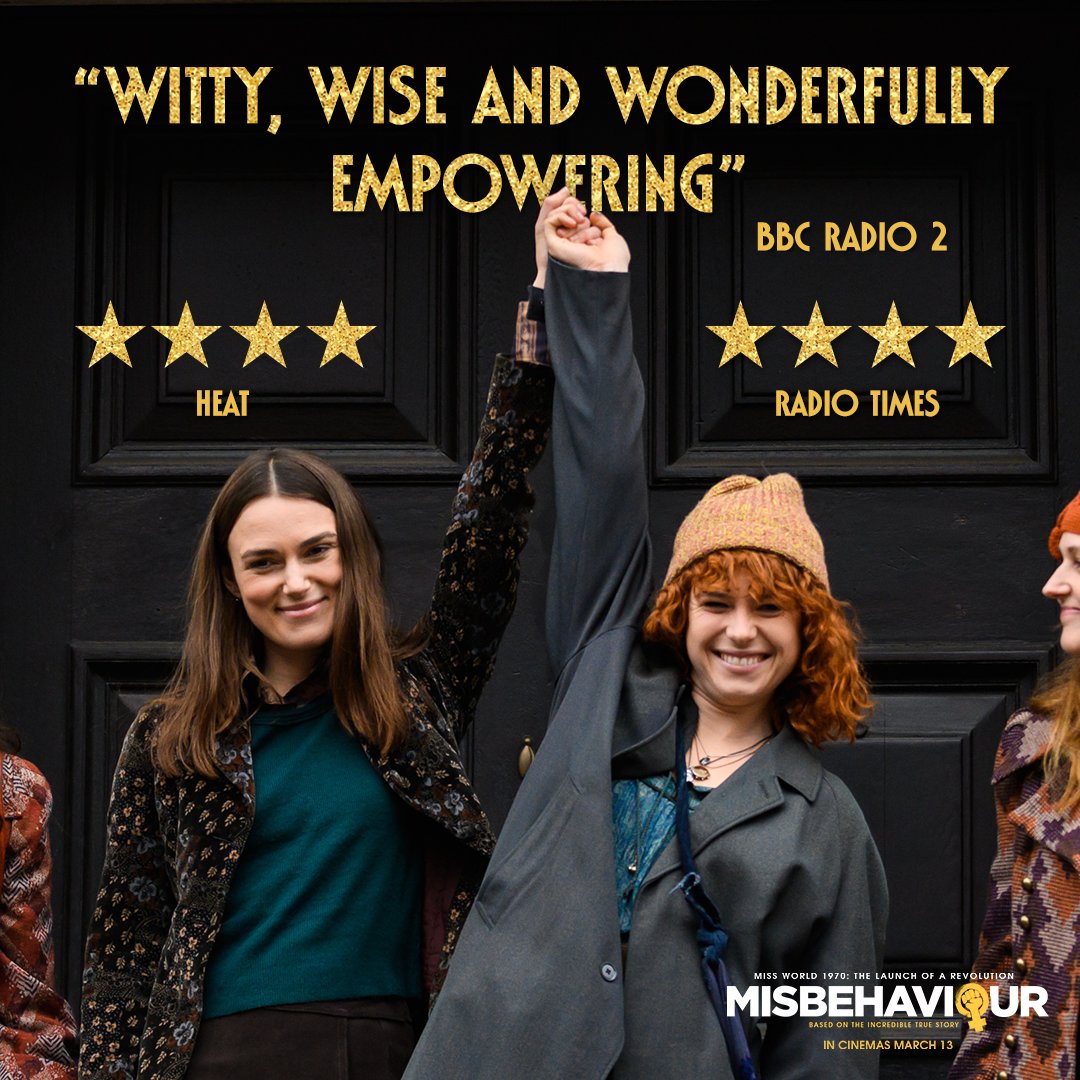 “WITTY, WISE AND WONDERFULLY
EMPOWERING”
BBC RADIO 2
HEAT
RADIO TIMES
MISS WORLD 1970: THE LAUNCH OF A REVOLUTION
MISBEHAVIOUR
BASED ON THE INCREDIBLE TRUE STORY
IN CINEMAS MARCH 13